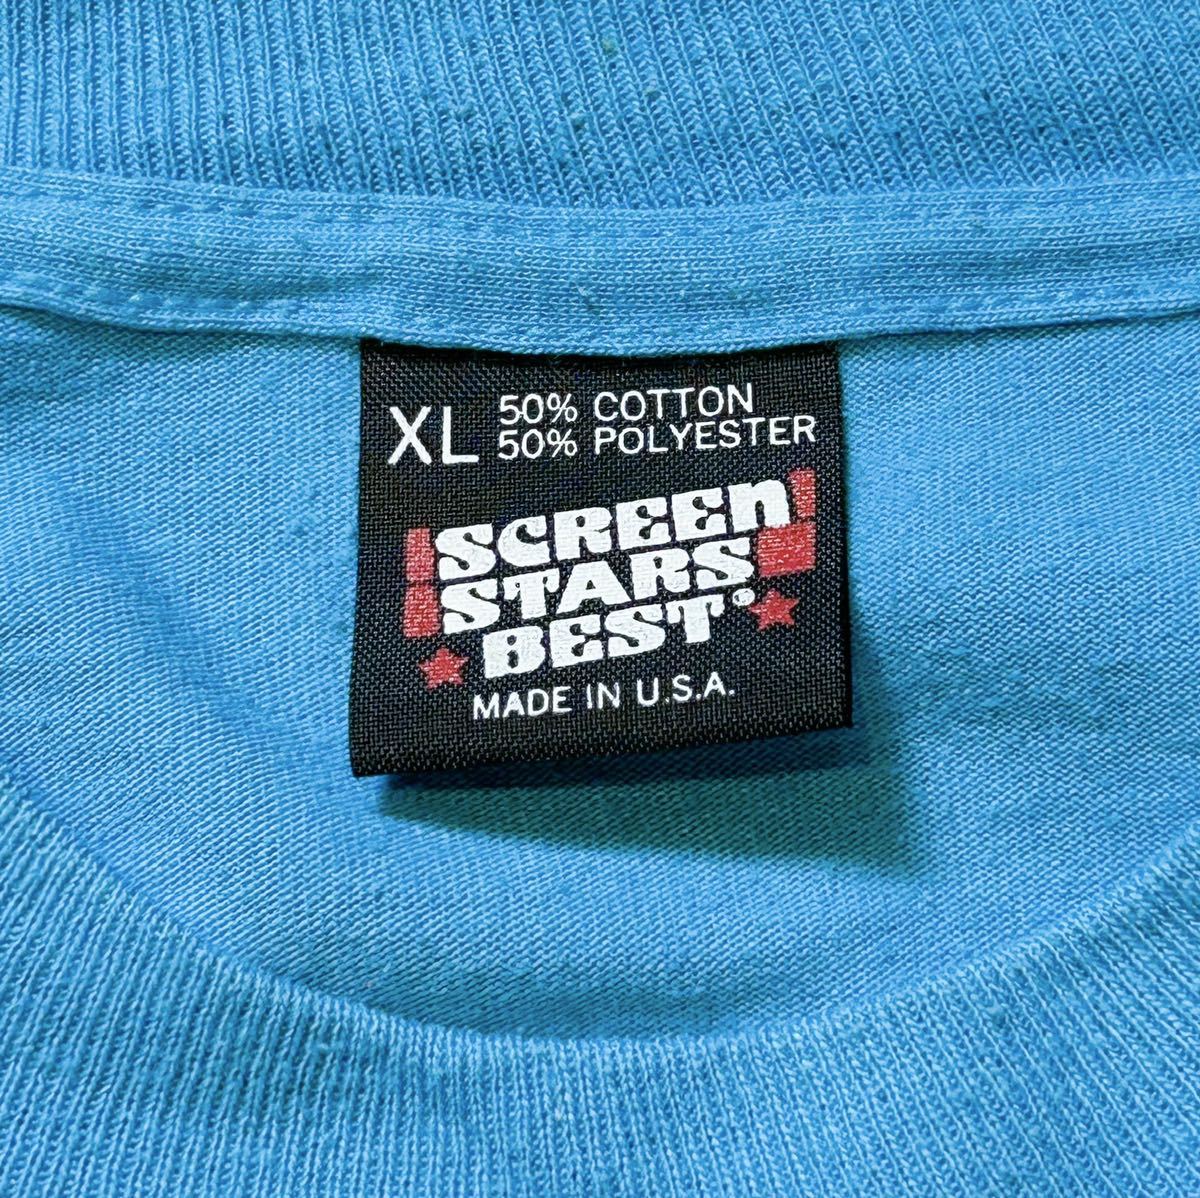 XL 50% COTTON
50% POLYESTER
SCREEn
STARS
BEST®
MADE IN U.S.A.